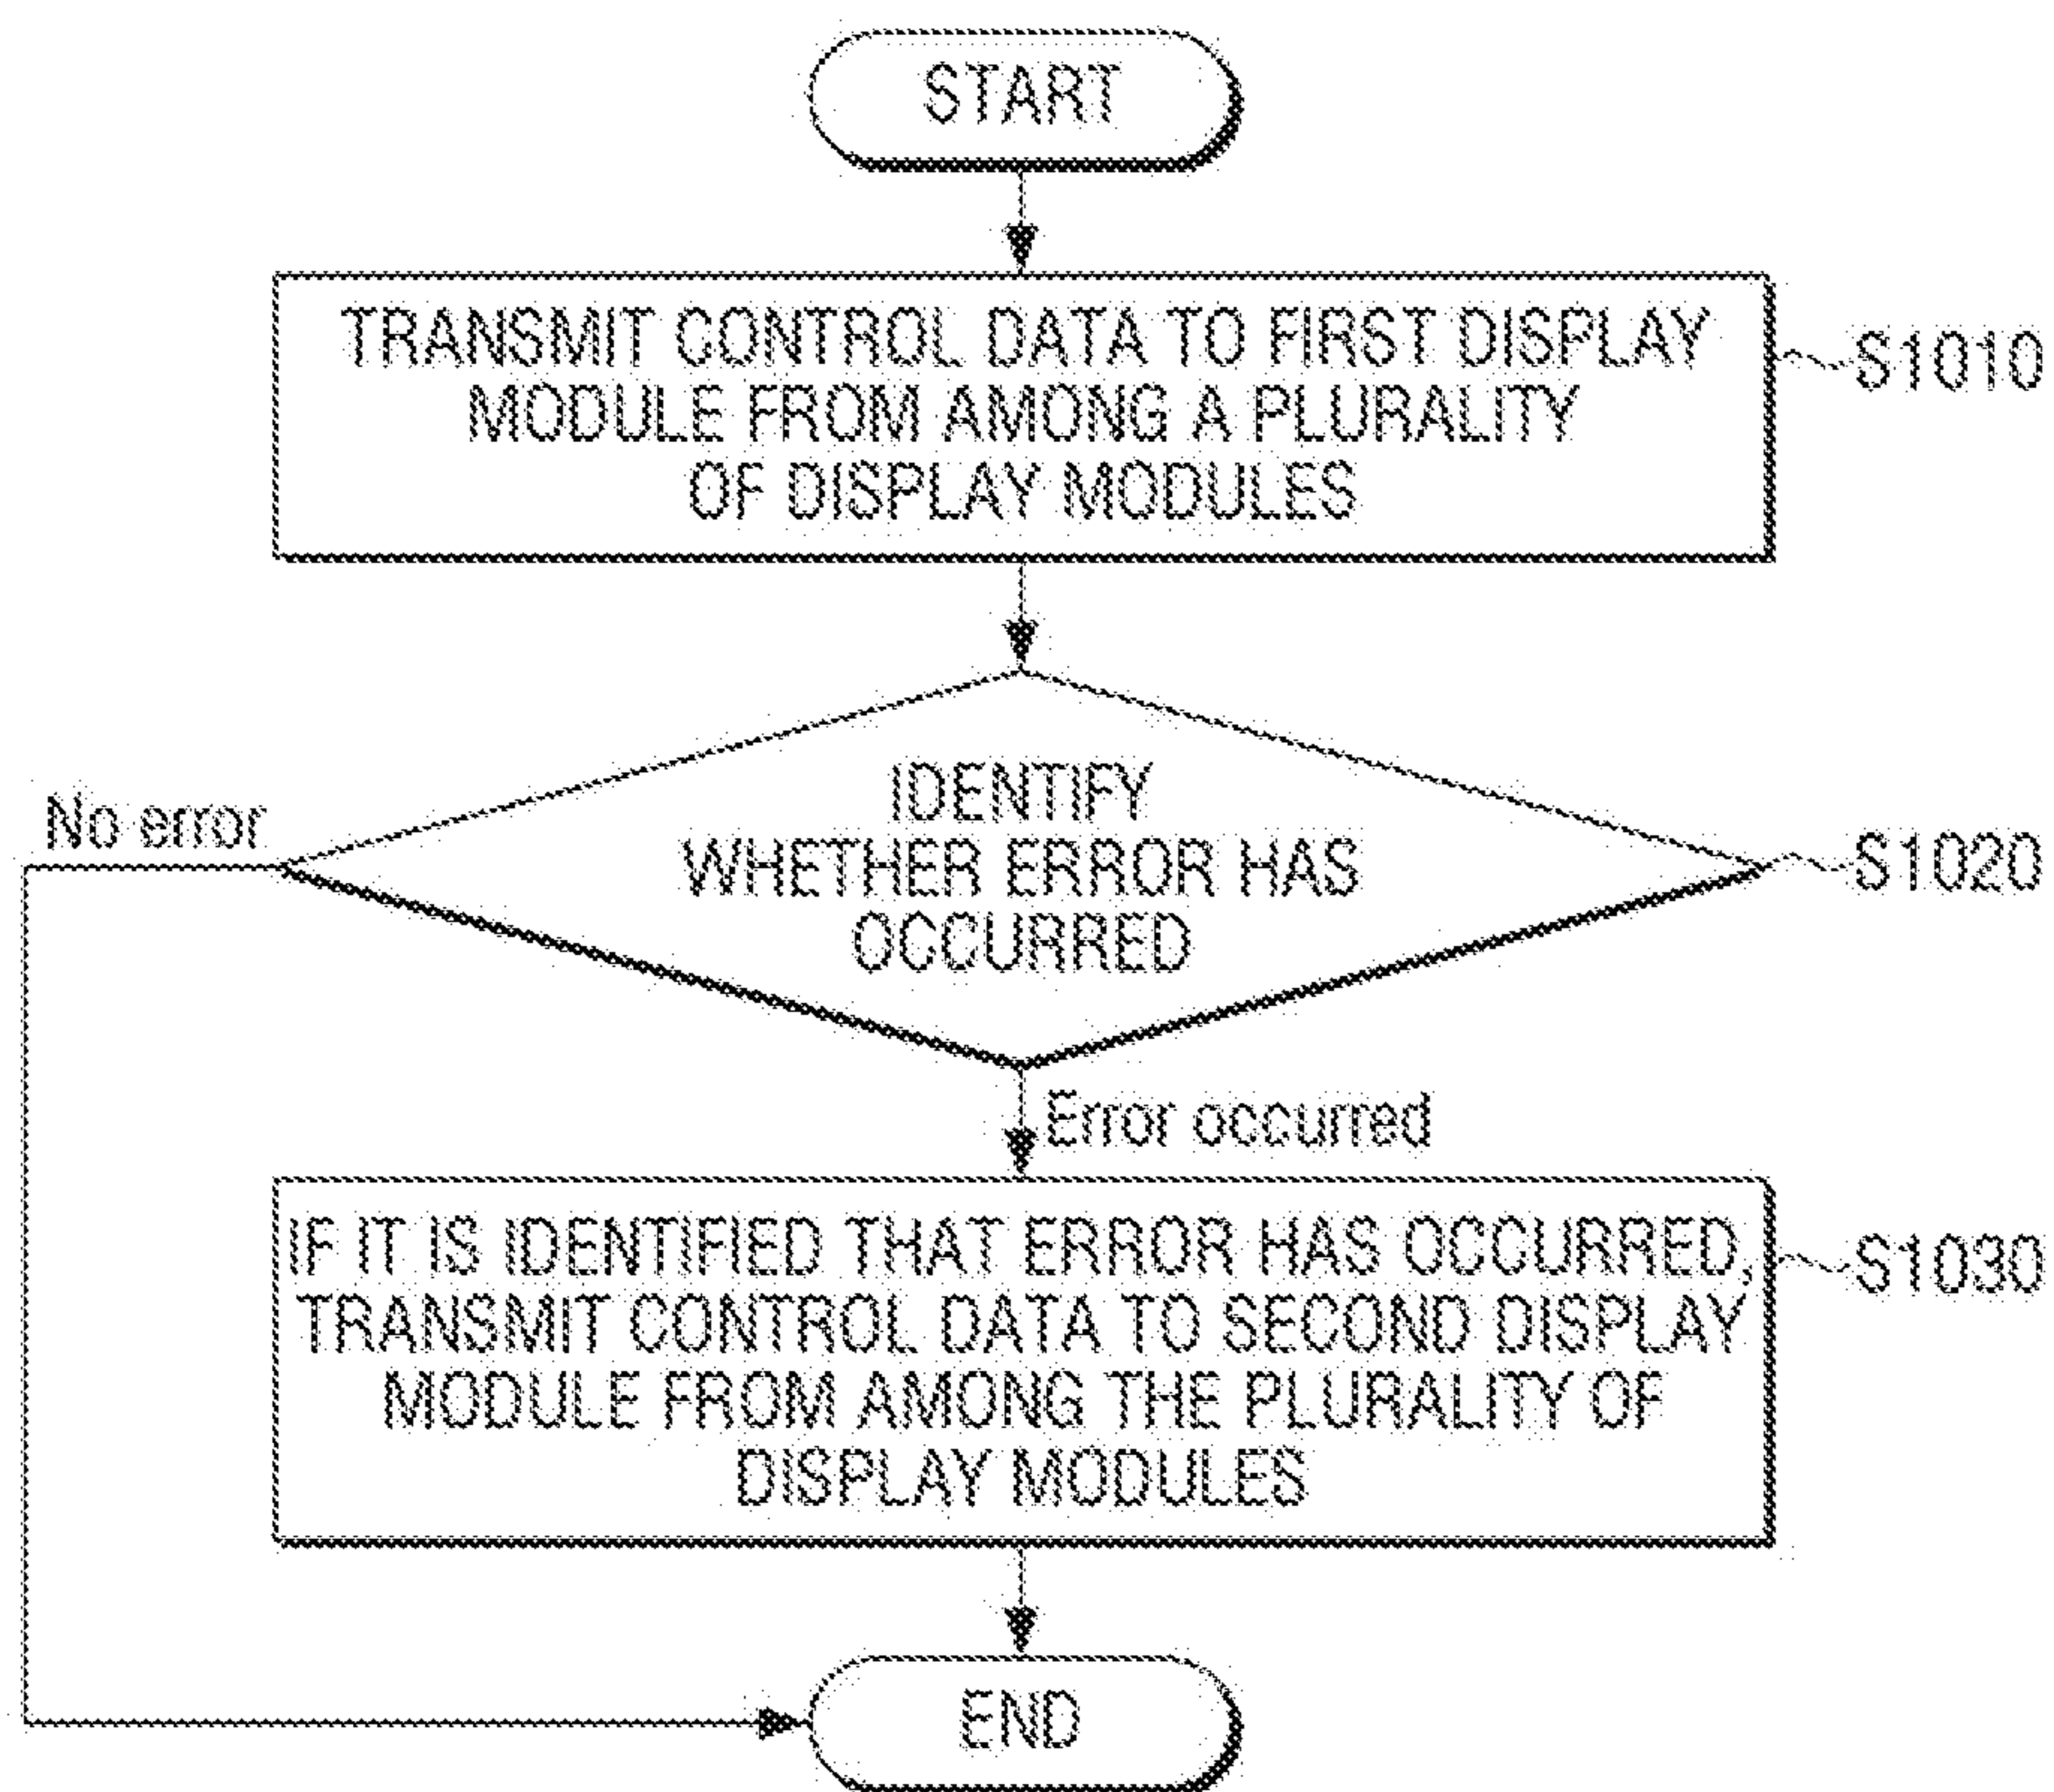 START
TRANSMIT CONTROL DATA TO FIRST DISPLAY
MODULE FROM AMONG A PLURALITY
OF DISPLAY MODULES
S1010
IDENTIFY
WHETHER ERROR HAS
OCCURRED
No error
S1020
Error occurred
IF IT IS IDENTIFIED THAT ERROR HAS OCCURRED,
TRANSMIT CONTROL DATA TO SECOND DISPLAY
MODULE FROM AMONG THE PLURALITY OF
DISPLAY MODULES
S1030
END